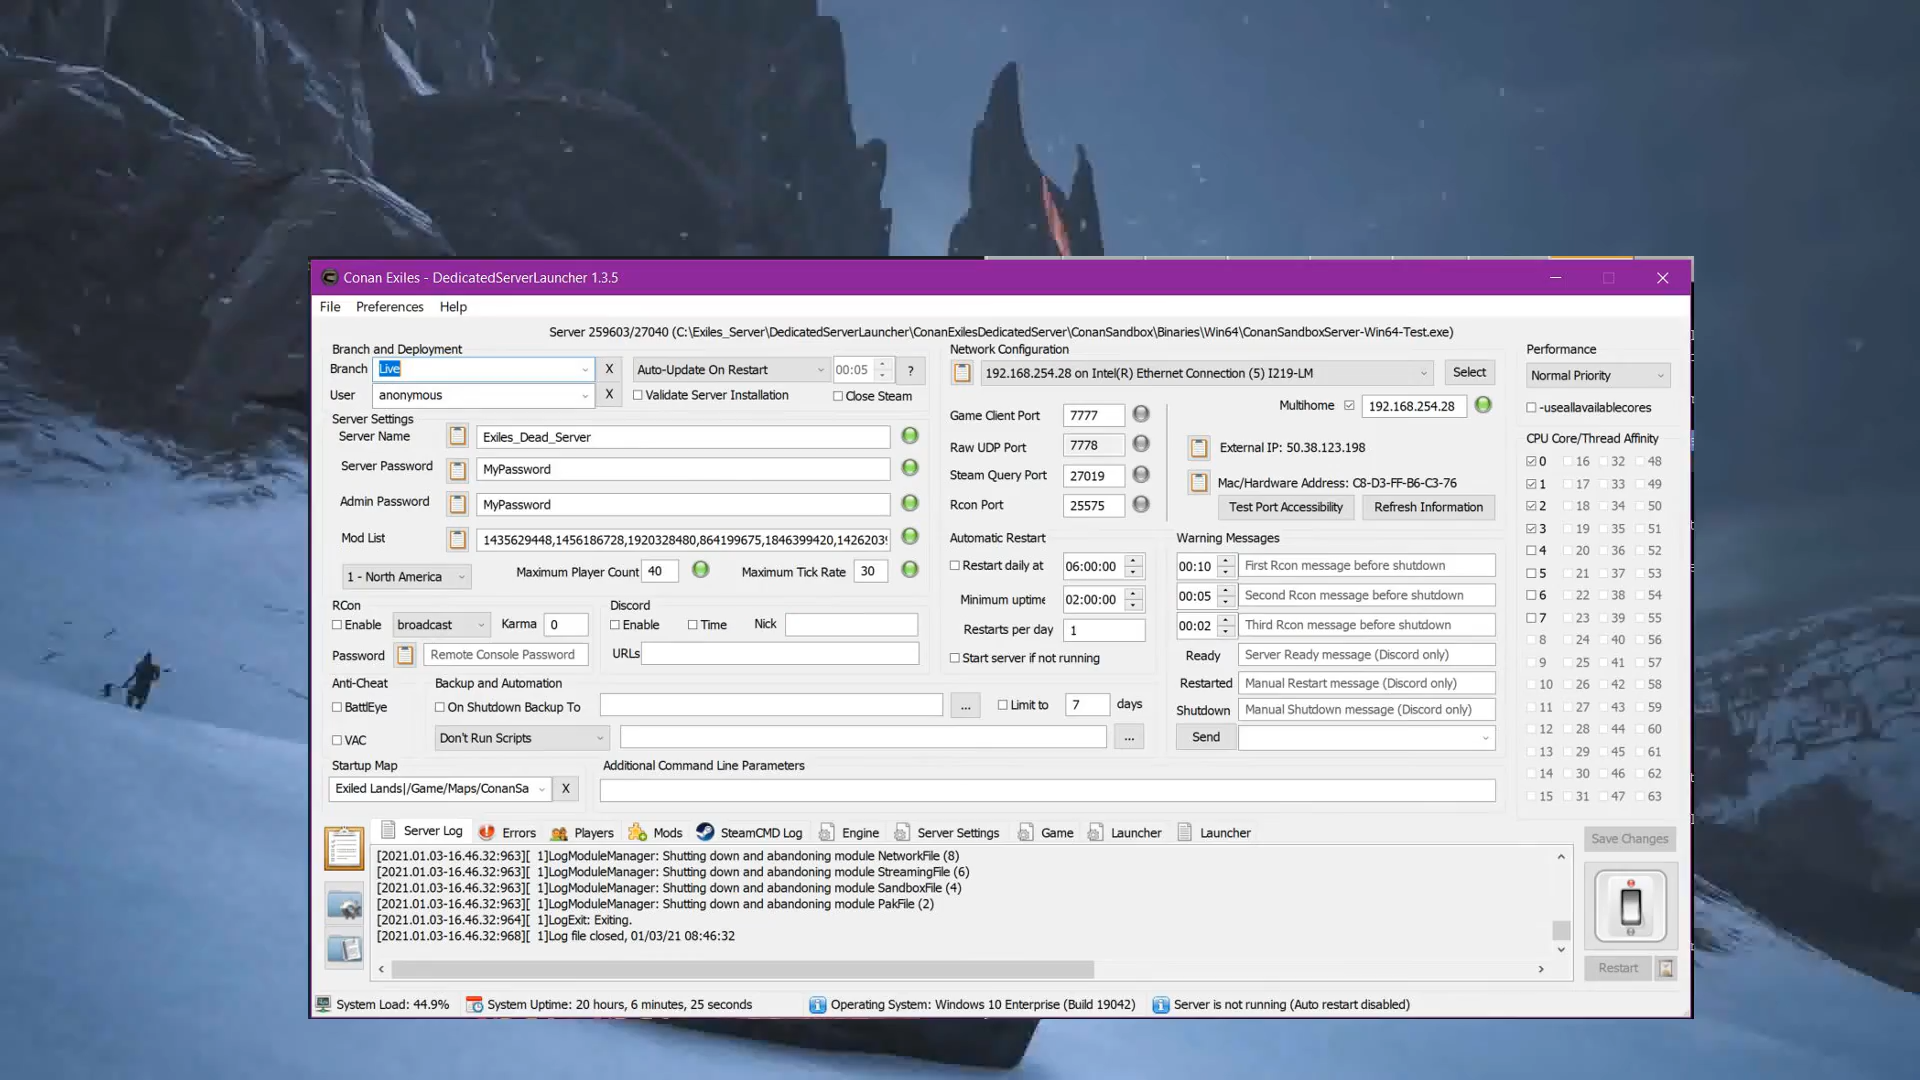 Conan Exiles - DedicatedServerLauncher 1.3.5
File Preferences Help
Server 259603/27040 (C:\Exiles_Server\DedicatedServerLauncher\ConanExilesDedicatedServer\ConanSandbox\Binaries\Win64\ConanSandboxServer-Win64-Test.exe)
Branch and Deployment
Branch Live X Auto-Update On Restart 00:05 ?
User anonymous X Validate Server Installation Close Steam
Server Settings
Server Name Exiles_Dead_Server
Server Password MyPassword
Admin Password MyPassword
Mod List 1435629448,1456186728,1920328480,864199675,1846399420,1426203
1 - North America Maximum Player Count 40 Maximum Tick Rate 30
RCon
Enable broadcast Karma 0
Password Remote Console Password
Discord
Enable Time Nick
URLs
Anti-Cheat
BattlEye
VAC
Backup and Automation
On Shutdown Backup To ... Limit to 7 days
Don't Run Scripts ...
Startup Map
Exiled Lands|/Game/Maps/ConanSa X
Additional Command Line Parameters
Network Configuration
192.168.254.28 on Intel(R) Ethernet Connection (5) I219-LM Select
Game Client Port 7777
Raw UDP Port 7778
Steam Query Port 27019
Rcon Port 25575
Multihome 192.168.254.28
External IP: 50.38.123.198
Mac/Hardware Address: C8-D3-FF-B6-C3-76
Test Port Accessibility Refresh Information
Automatic Restart
Restart daily at 06:00:00
Minimum uptime 02:00:00
Restarts per day 1
Start server if not running
Warning Messages
00:10 First Rcon message before shutdown
00:05 Second Rcon message before shutdown
00:02 Third Rcon message before shutdown
Ready Server Ready message (Discord only)
Restarted Manual Restart message (Discord only)
Shutdown Manual Shutdown message (Discord only)
Send
Performance
Normal Priority
-useallavailablecores
CPU Core/Thread Affinity
0 16 32 48
1 17 33 49
2 18 34 50
3 19 35 51
4 20 36 52
5 21 37 53
6 22 38 54
7 23 39 55
8 24 40 56
9 25 41 57
10 26 42 58
11 27 43 59
12 28 44 60
13 29 45 61
14 30 46 62
15 31 47 63
Server Log Errors Players Mods SteamCMD Log Engine Server Settings Game Launcher Launcher
[2021.01.03-16.46.32:963][ 1]LogModuleManager: Shutting down and abandoning module NetworkFile (8)
[2021.01.03-16.46.32:963][ 1]LogModuleManager: Shutting down and abandoning module StreamingFile (6)
[2021.01.03-16.46.32:963][ 1]LogModuleManager: Shutting down and abandoning module SandboxFile (4)
[2021.01.03-16.46.32:963][ 1]LogModuleManager: Shutting down and abandoning module PakFile (2)
[2021.01.03-16.46.32:964][ 1]LogExit: Exiting.
[2021.01.03-16.46.32:968][ 1]Log file closed, 01/03/21 08:46:32
Save Changes
Restart
System Load: 44.9% System Uptime: 20 hours, 6 minutes, 25 seconds Operating System: Windows 10 Enterprise (Build 19042) Server is not running (Auto restart disabled)